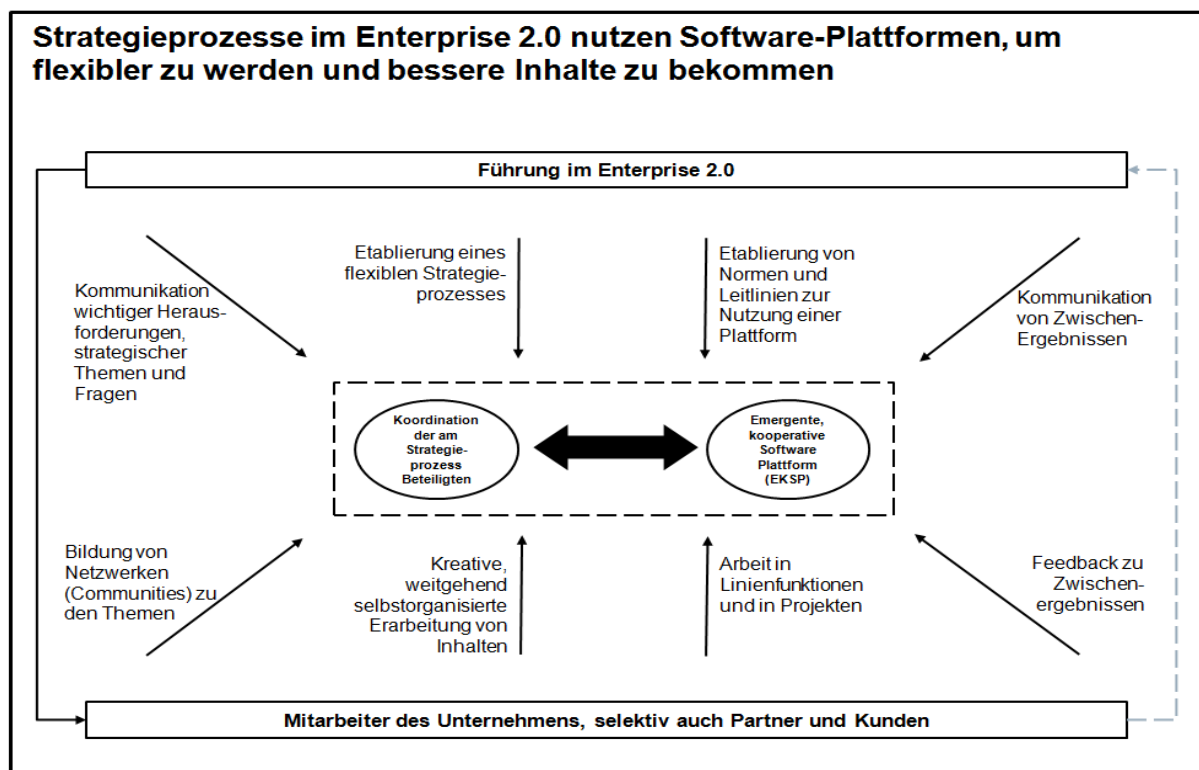 Strategieprozesse im Enterprise 2.0 nutzen Software-Plattformen, um
flexibler zu werden und bessere Inhalte zu bekommen
Führung im Enterprise 2.0
Kommunikation
wichtiger Heraus-
forderungen,
strategischer
Themen und
Fragen
Etablierung eines
flexiblen Strategie-
prozesses
Etablierung von
Normen und
Leitlinien zur
Nutzung einer
Plattform
Kommunikation
von Zwischen-
Ergebnissen
Koordination
der am
Strategie-
prozess
Beteiligten
Emergente,
kooperative
Software
Plattform
(EKSP)
Bildung von
Netzwerken
(Communities) zu
den Themen
Kreative,
weitgehend
selbstorganisierte
Erarbeitung von
Inhalten
Arbeit in
Linienfunktionen
und in Projekten
Feedback zu
Zwischen-
ergebnissen
Mitarbeiter des Unternehmens, selektiv auch Partner und Kunden